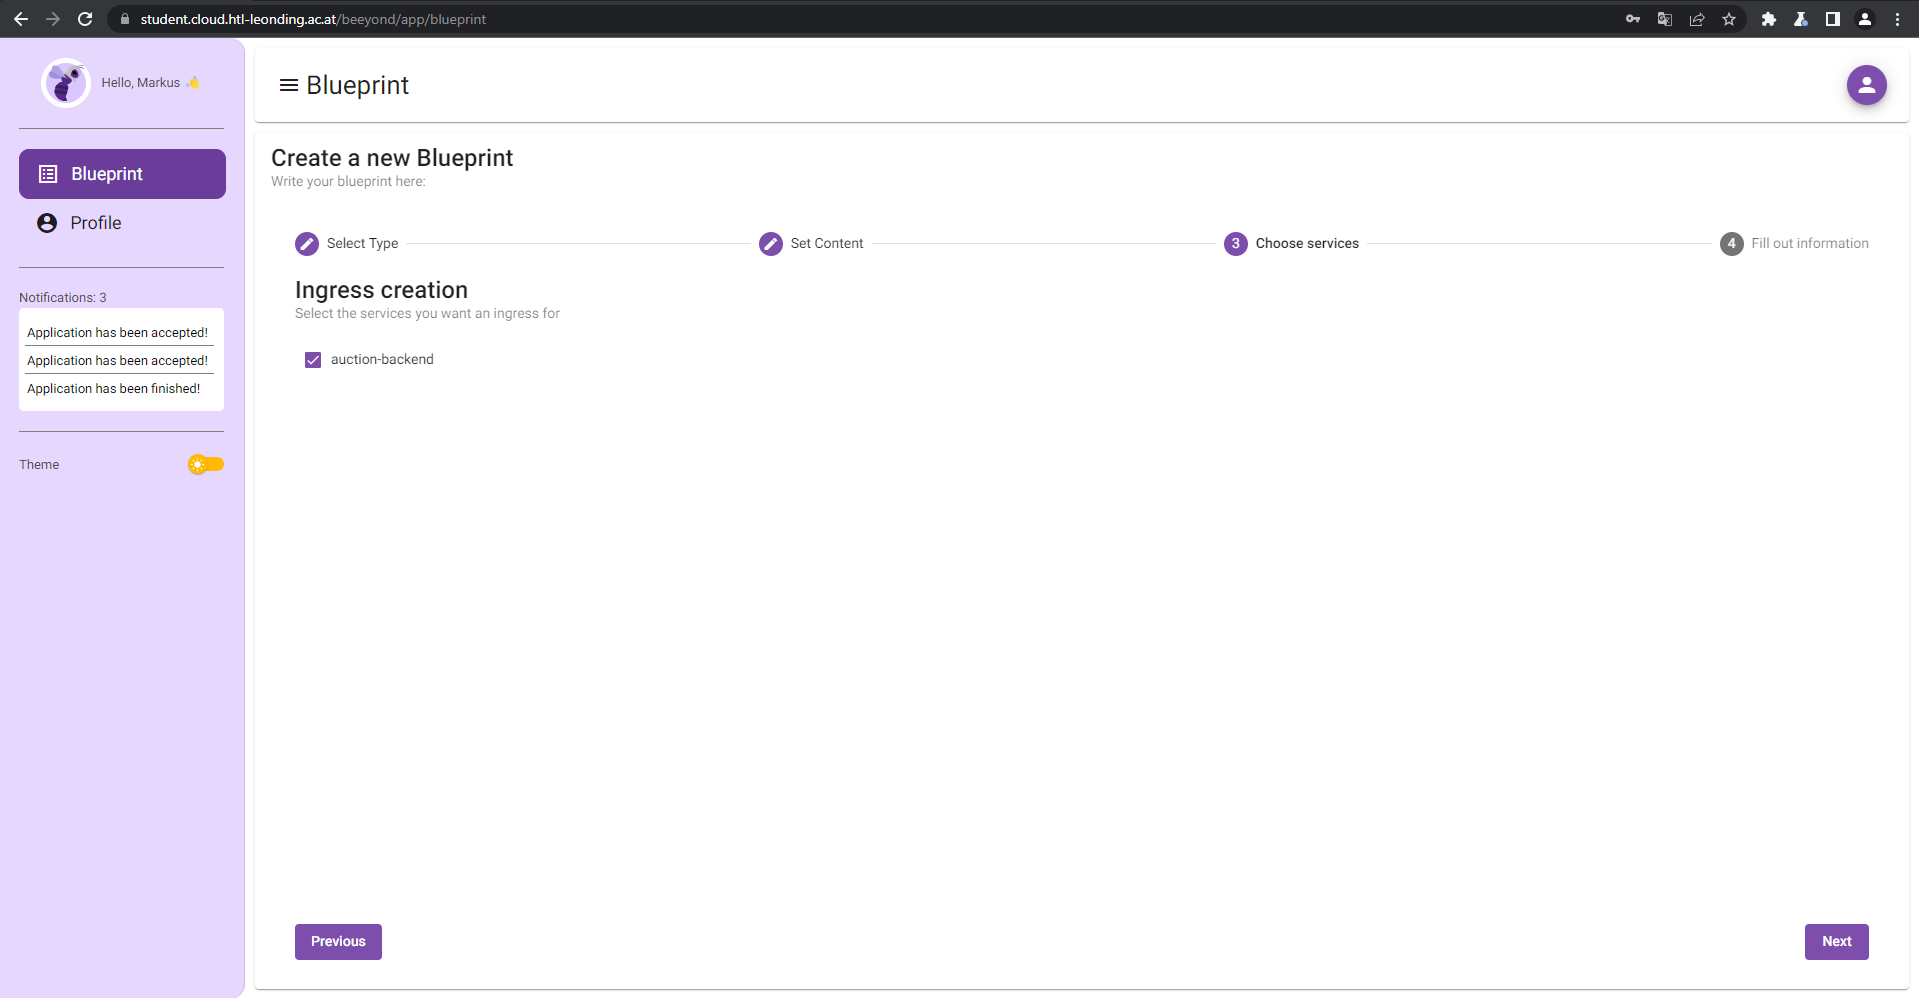 student.cloud.htl-leonding.ac.at/beeyond/app/blueprint
Hello, Markus 👋
Blueprint
Profile
Notifications: 3
Application has been accepted!
Application has been accepted!
Application has been finished!
Theme
Blueprint
Create a new Blueprint
Write your blueprint here:
Select Type
Set Content
3 Choose services
4 Fill out information
Ingress creation
Select the services you want an ingress for
auction-backend
Previous
Next